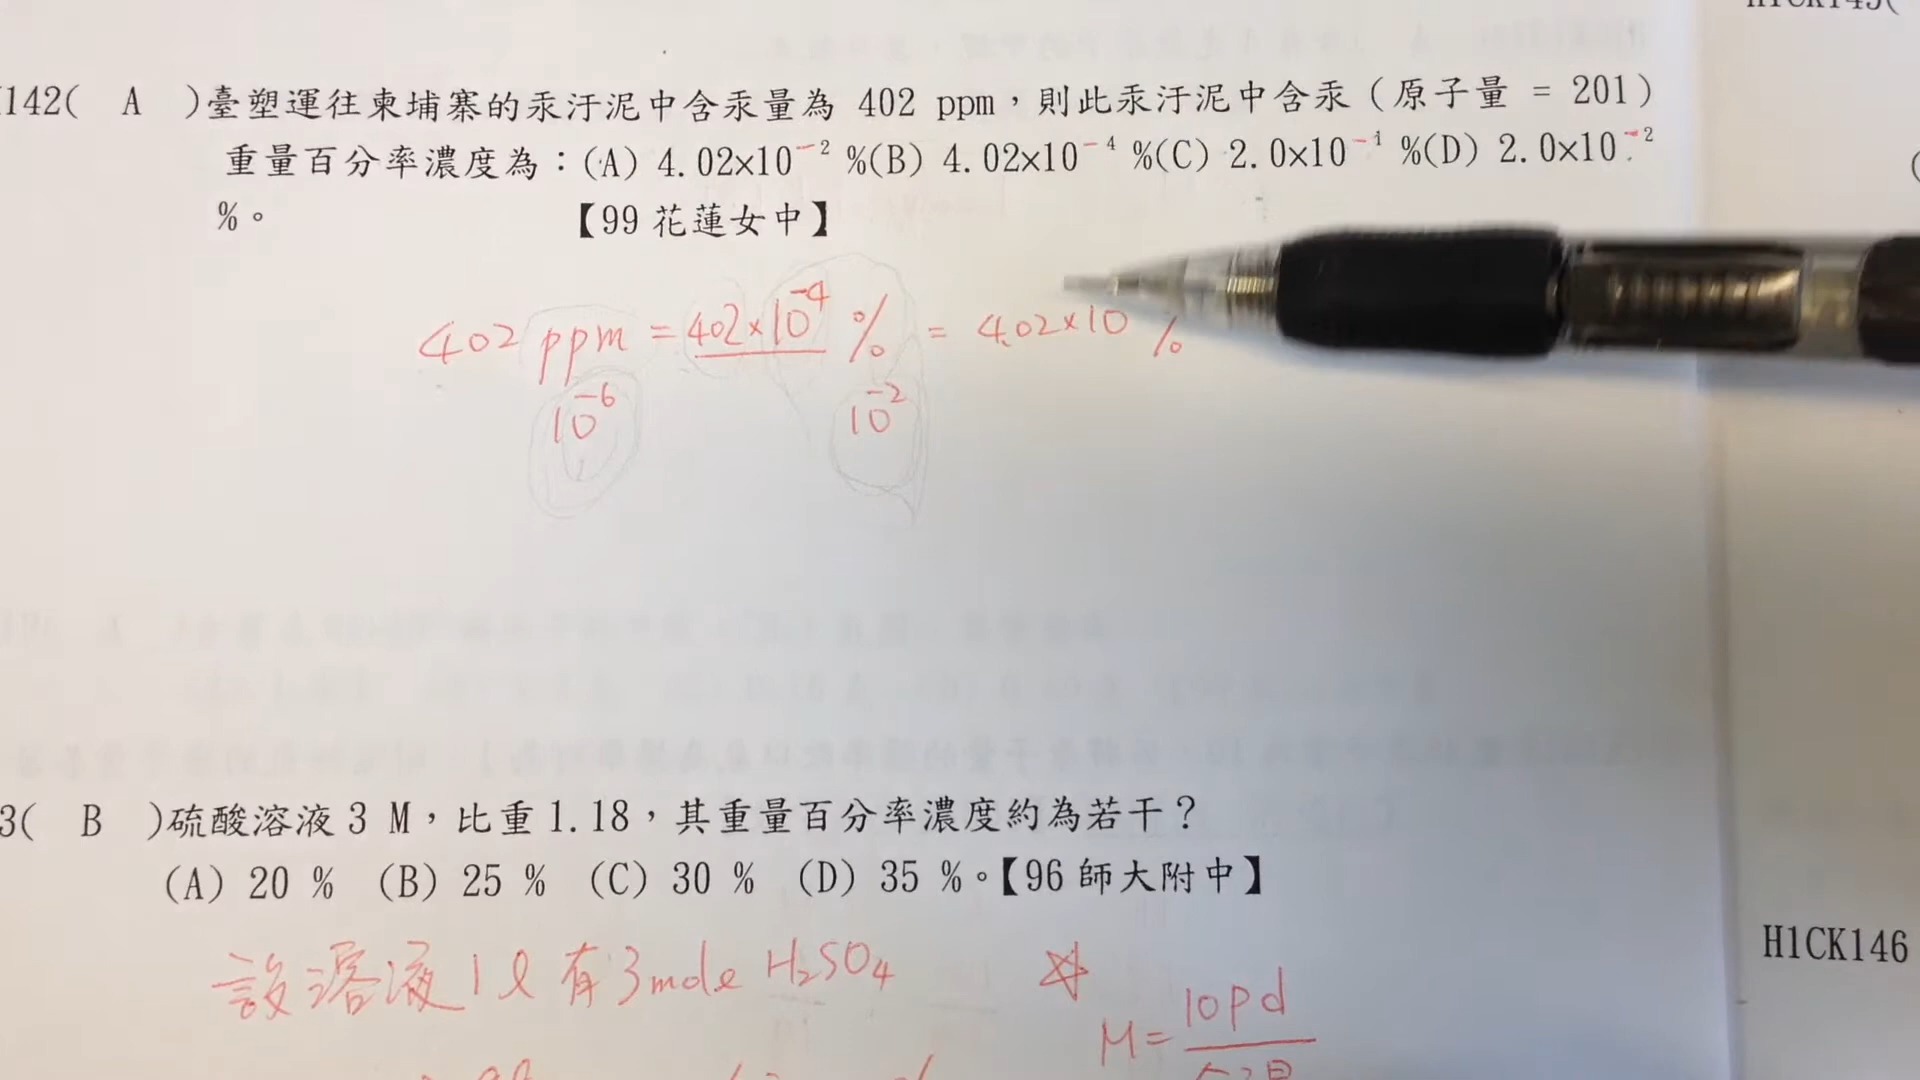 142( A )臺塑運往柬埔寨的汞汙泥中含汞量為 402 ppm，則此汞汙泥中含汞（原子量 = 201）
重量百分率濃度為：(A) 4.02×10⁻² %(B) 4.02×10⁻⁴ %(C) 2.0×10⁻¹ %(D) 2.0×10⁻²
%。 【99 花蓮女中】
402 ppm = 402×10⁻⁴ % = 4.02×10 %
10⁻⁶ 10⁻²
3( B )硫酸溶液 3 M，比重 1.18，其重量百分率濃度約為若干？
(A) 20 % (B) 25 % (C) 30 % (D) 35 %。【96 師大附中】
設溶液 1 l 有 3 mole H₂SO₄
M = 10pd
H1CK146